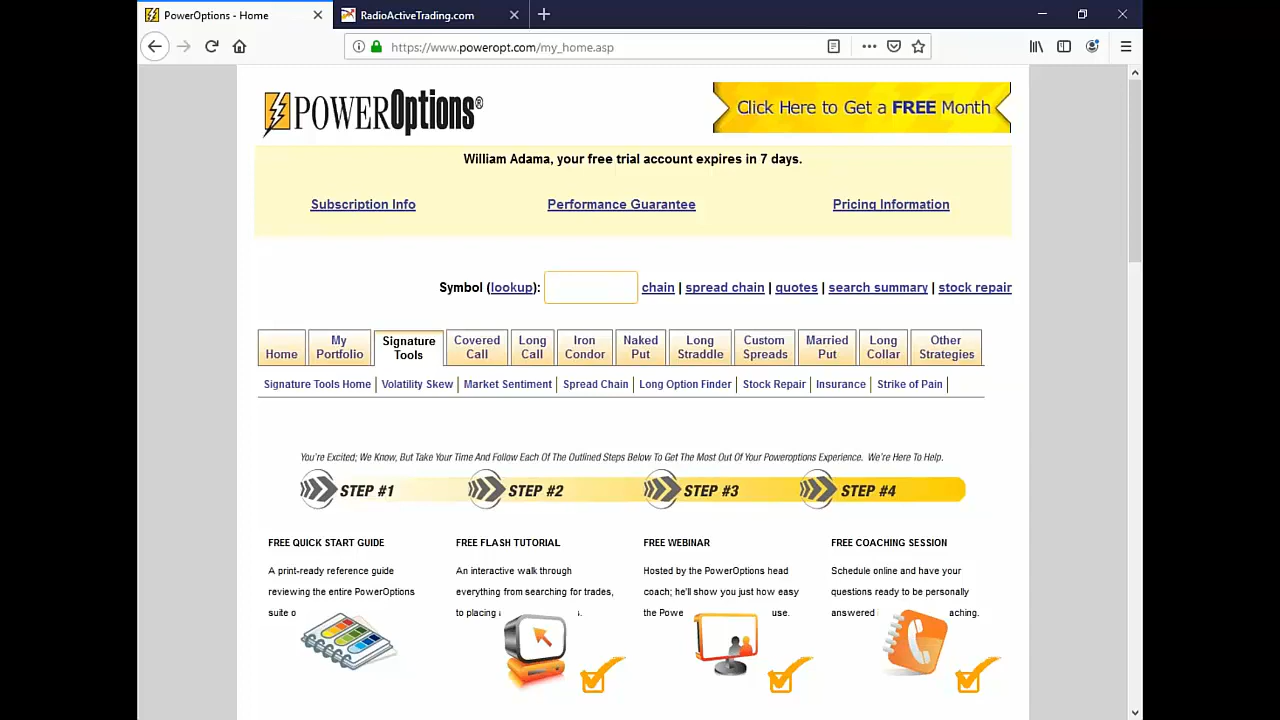 PowerOptions - Home
RadioActiveTrading.com
https://www.poweropt.com/my_home.asp
POWEROptions®
Click Here to Get a FREE Month
William Adama, your free trial account expires in 7 days.
Subscription Info
Performance Guarantee
Pricing Information
Symbol (lookup): chain | spread chain | quotes | search summary | stock repair
Home
My Portfolio
Signature Tools
Covered Call
Long Call
Iron Condor
Naked Put
Long Straddle
Custom Spreads
Married Put
Long Collar
Other Strategies
Signature Tools Home | Volatility Skew | Market Sentiment | Spread Chain | Long Option Finder | Stock Repair | Insurance | Strike of Pain |
You're Excited; We Know, But Take Your Time And Follow Each Of The Outlined Steps Below To Get The Most Out Of Your Poweroptions Experience. We're Here To Help.
STEP #1
STEP #2
STEP #3
STEP #4
FREE QUICK START GUIDE
A print-ready reference guide
reviewing the entire PowerOptions
suite o
FREE FLASH TUTORIAL
An interactive walk through
everything from searching for trades,
to placing s.
FREE WEBINAR
Hosted by the PowerOptions head
coach; he'll show you just how easy
the Powe use.
FREE COACHING SESSION
Schedule online and have your
questions ready to be personally
answered aching.